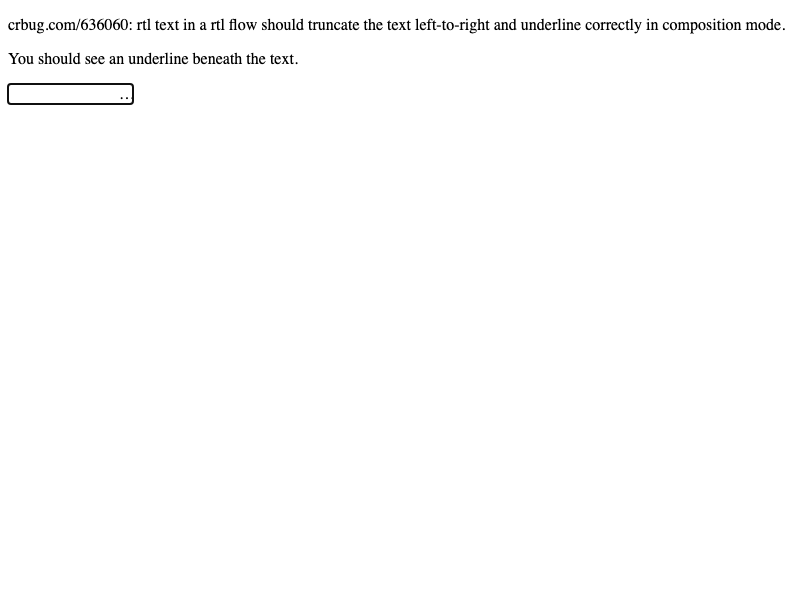 crbug.com/636060: rtl text in a rtl flow should truncate the text left-to-right and underline correctly in composition mode.
You should see an underline beneath the text.
..